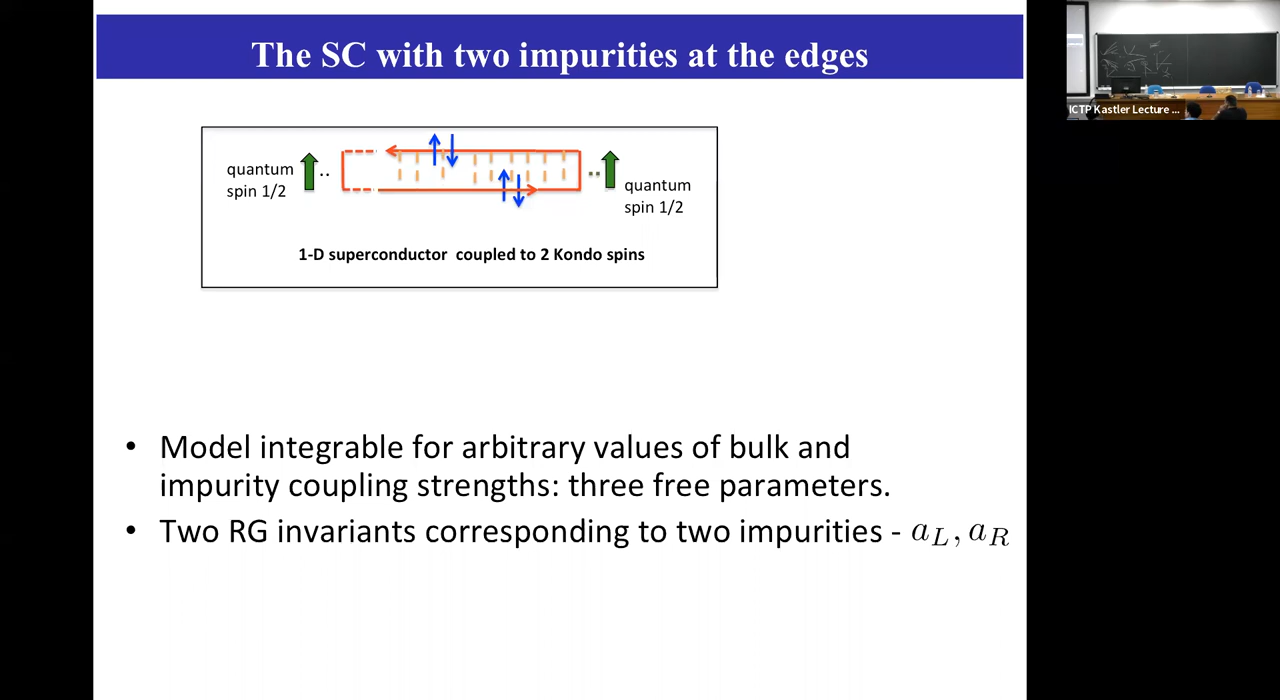 The SC with two impurities at the edges
quantum
spin 1/2
quantum
spin 1/2
1-D superconductor coupled to 2 Kondo spins
• Model integrable for arbitrary values of bulk and
impurity coupling strengths: three free parameters.
• Two RG invariants corresponding to two impurities - a_L, a_R
ICTP Kastler Lecture ...